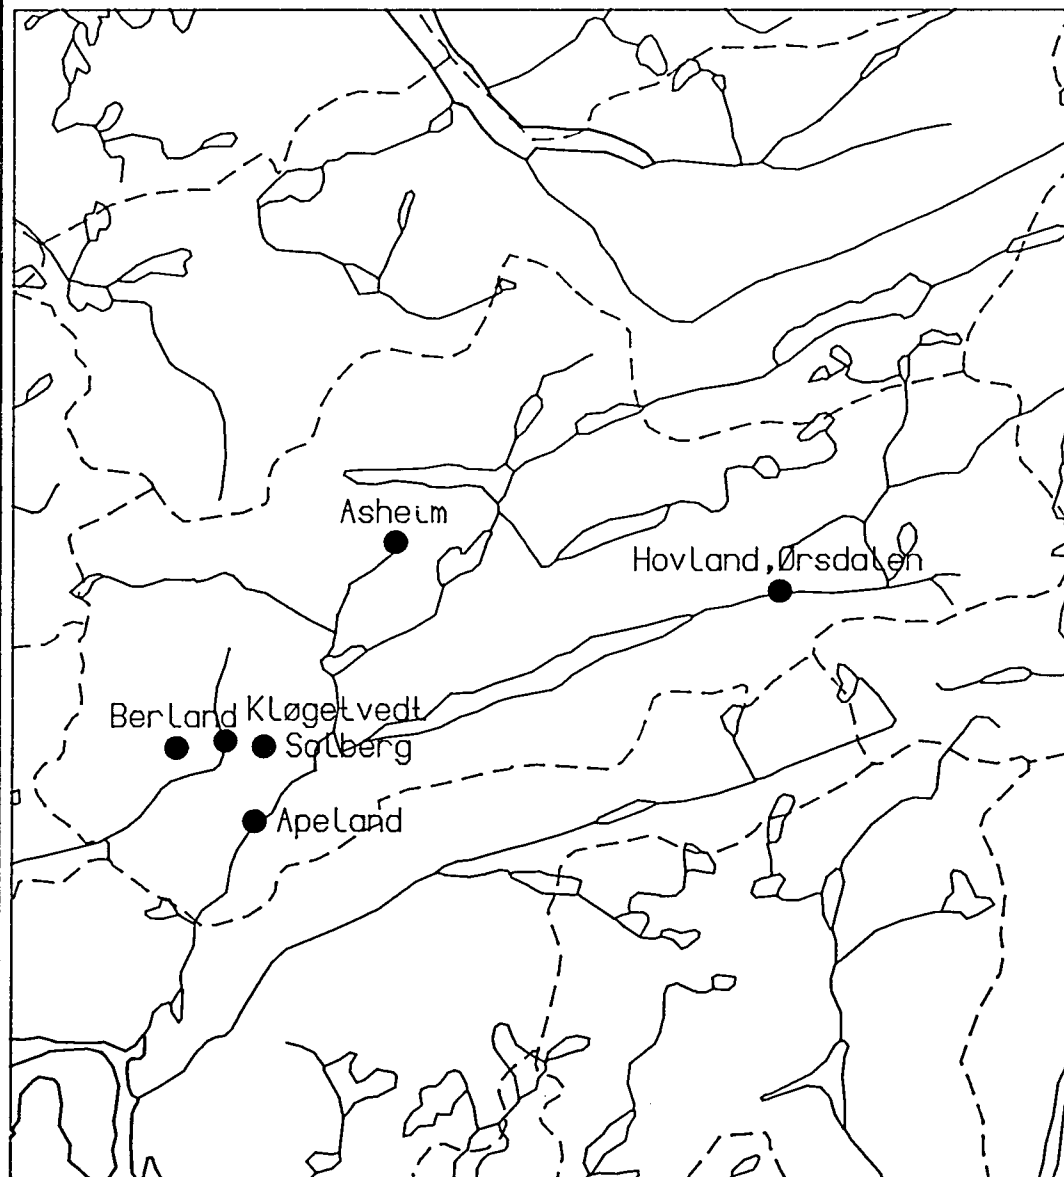 Asheim
Hovland,Ørsdalen
Berland
Kløgetvedt
Solberg
Apeland